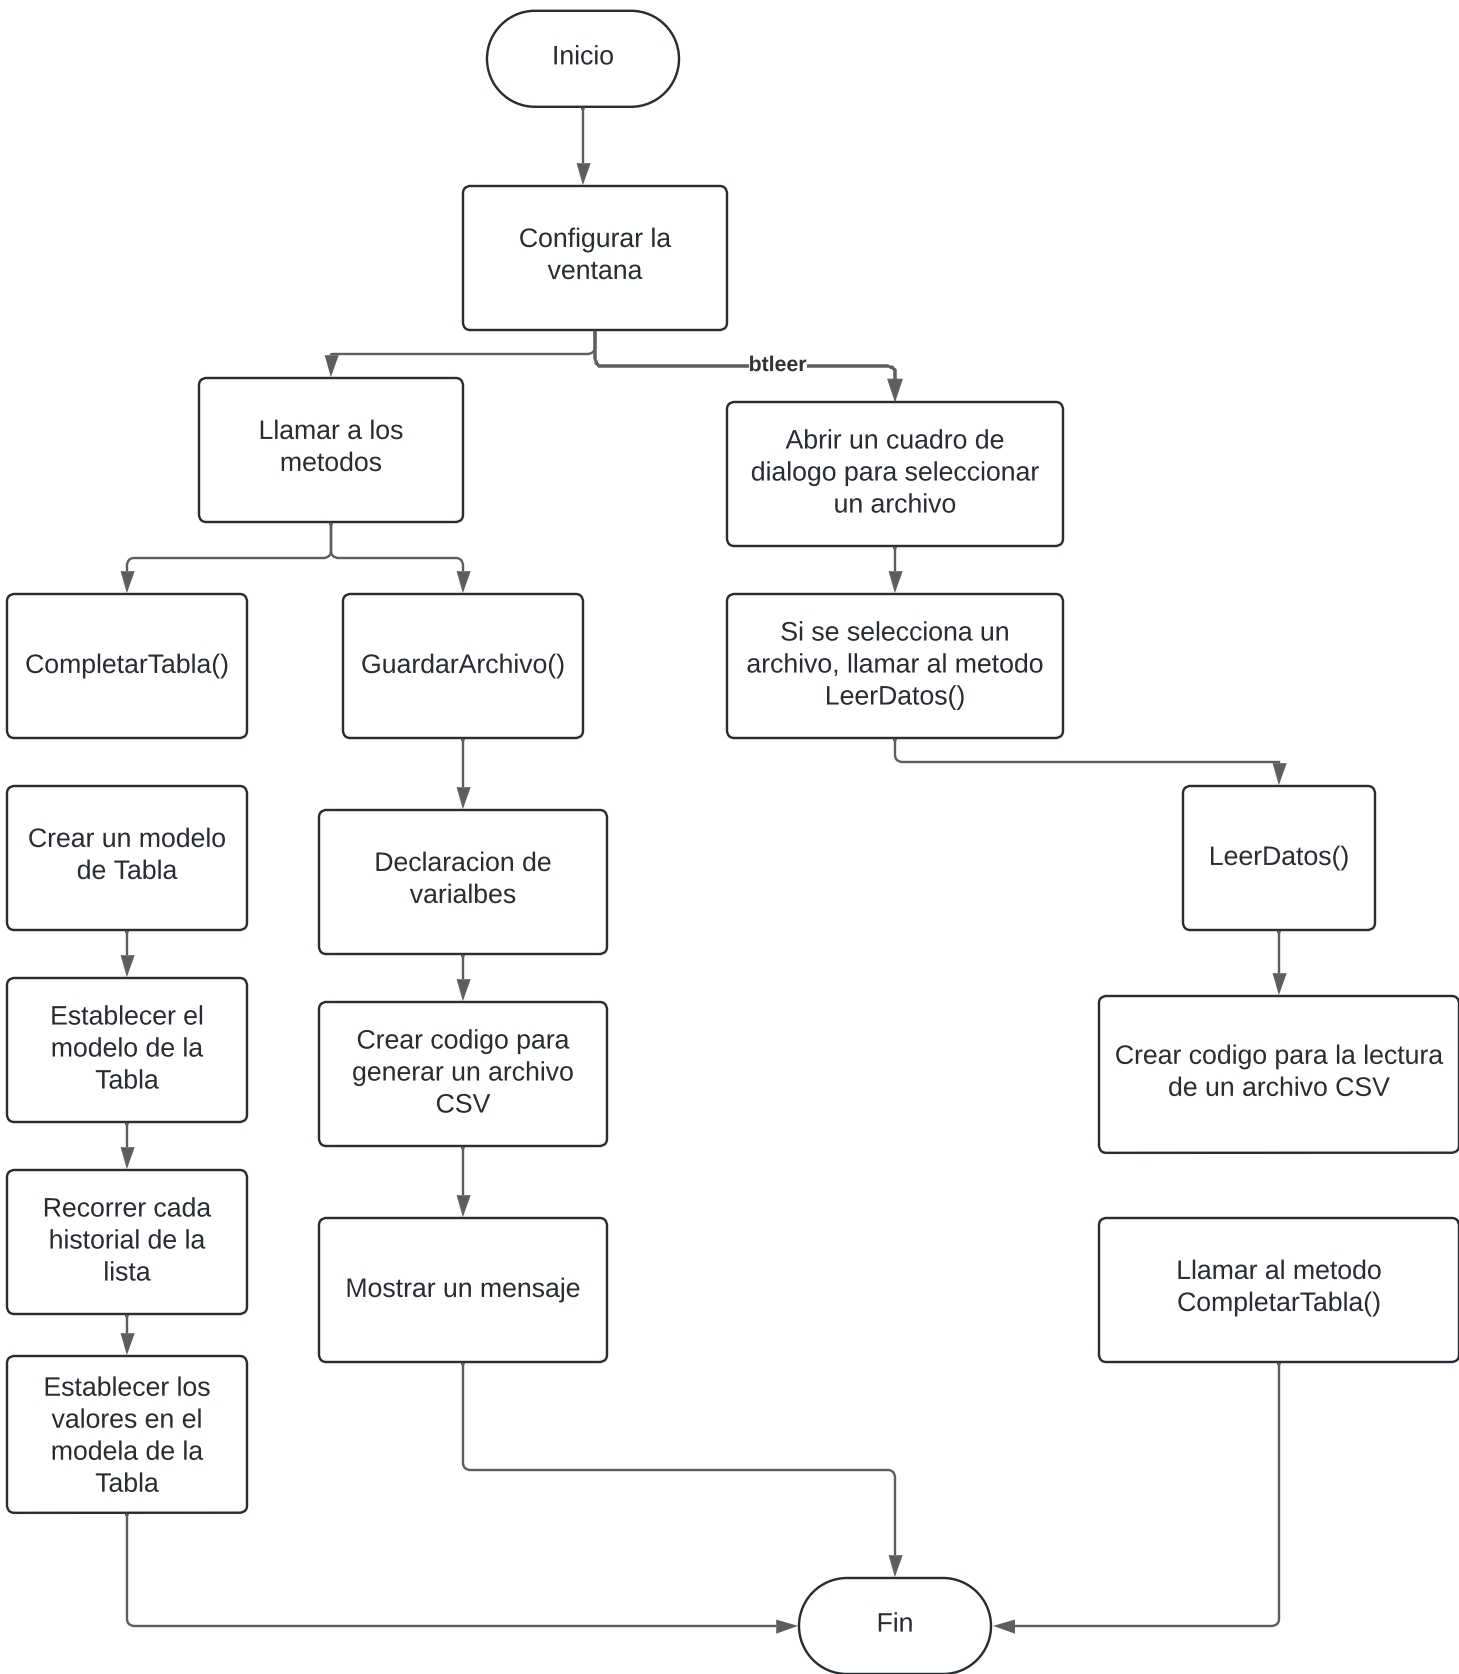 Inicio
Configurar la
ventana
btleer
Llamar a los
metodos
Abrir un cuadro de
dialogo para seleccionar
un archivo
CompletarTabla()
GuardarArchivo()
Si se selecciona un
archivo, llamar al metodo
LeerDatos()
Crear un modelo
de Tabla
Declaracion de
varialbes
LeerDatos()
Establecer el
modelo de la
Tabla
Crear codigo para
generar un archivo
CSV
Crear codigo para la lectura
de un archivo CSV
Recorrer cada
historial de la
lista
Mostrar un mensaje
Llamar al metodo
CompletarTabla()
Establecer los
valores en el
modela de la
Tabla
Fin